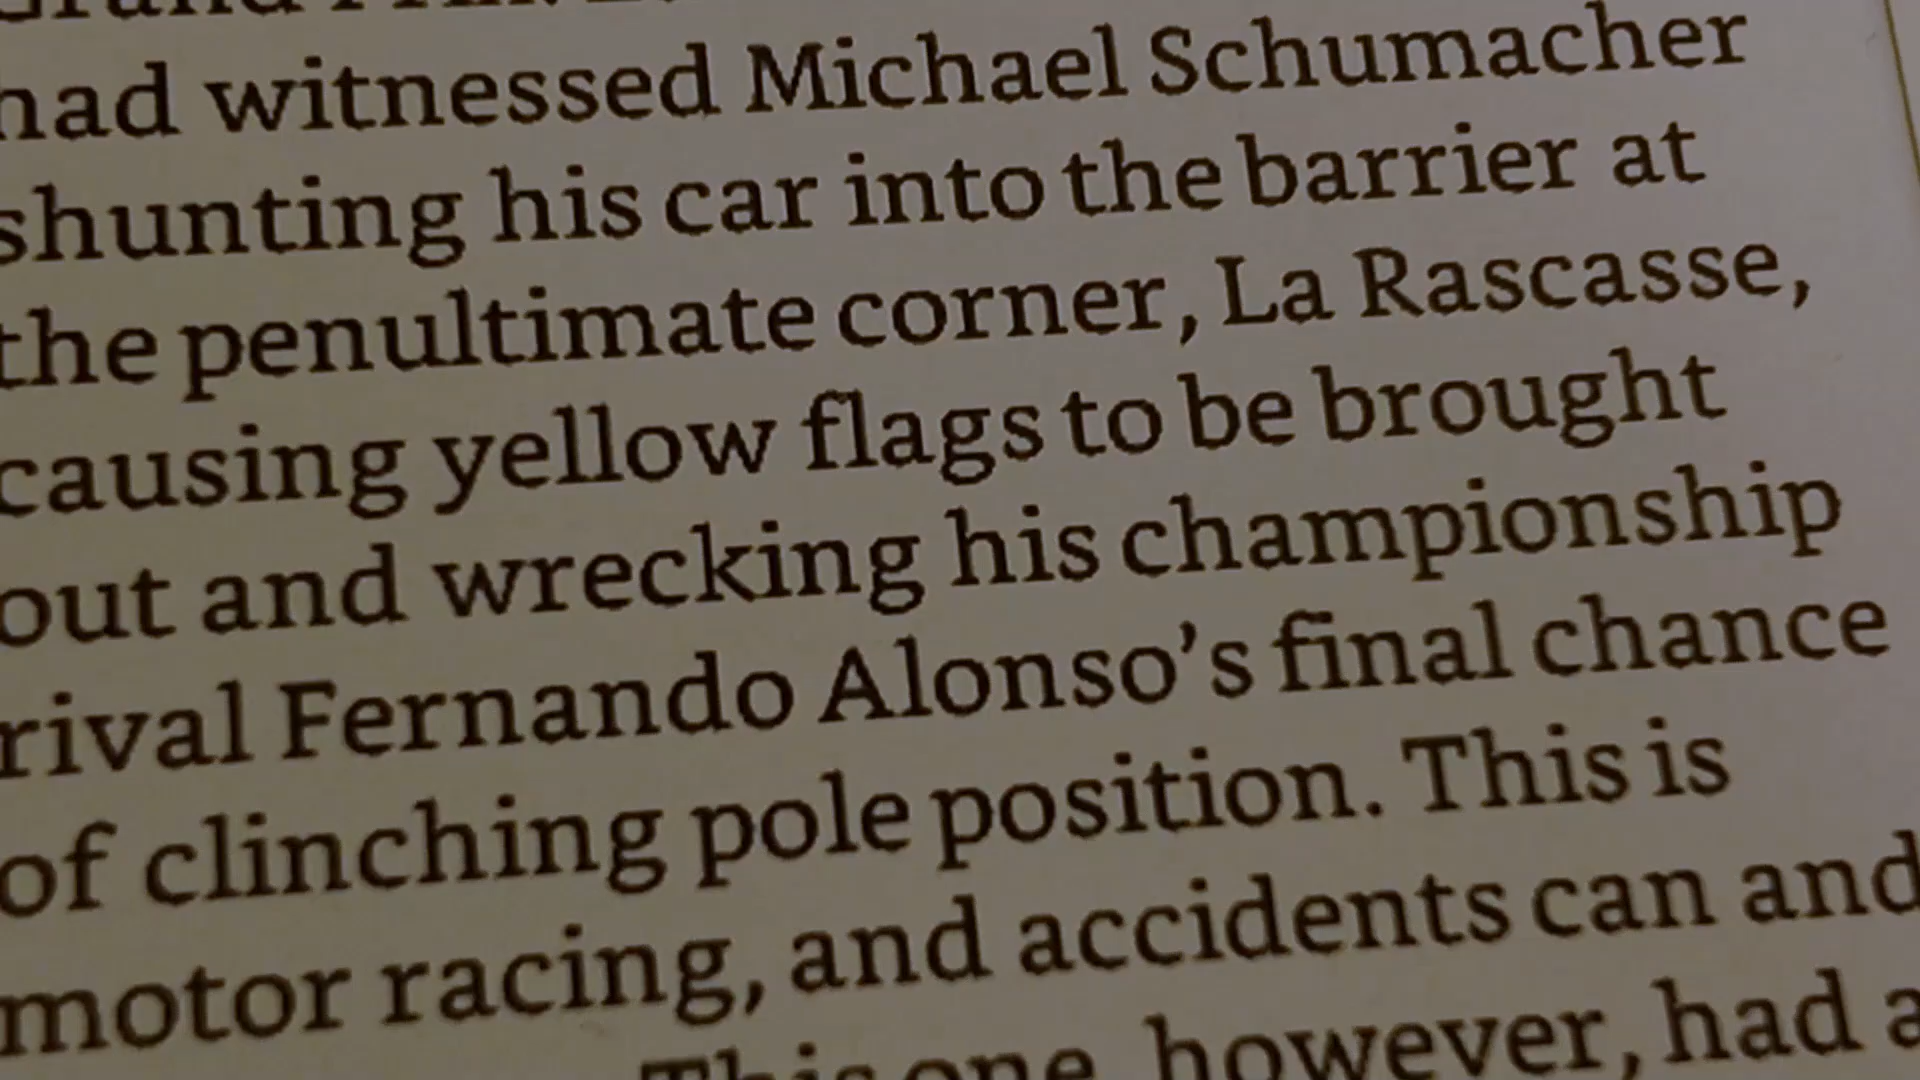 had witnessed Michael Schumacher
shunting his car into the barrier at
the penultimate corner, La Rascasse,
causing yellow flags to be brought
out and wrecking his championship
rival Fernando Alonso’s final chance
of clinching pole position. This is
motor racing, and accidents can and
This one, however, had a